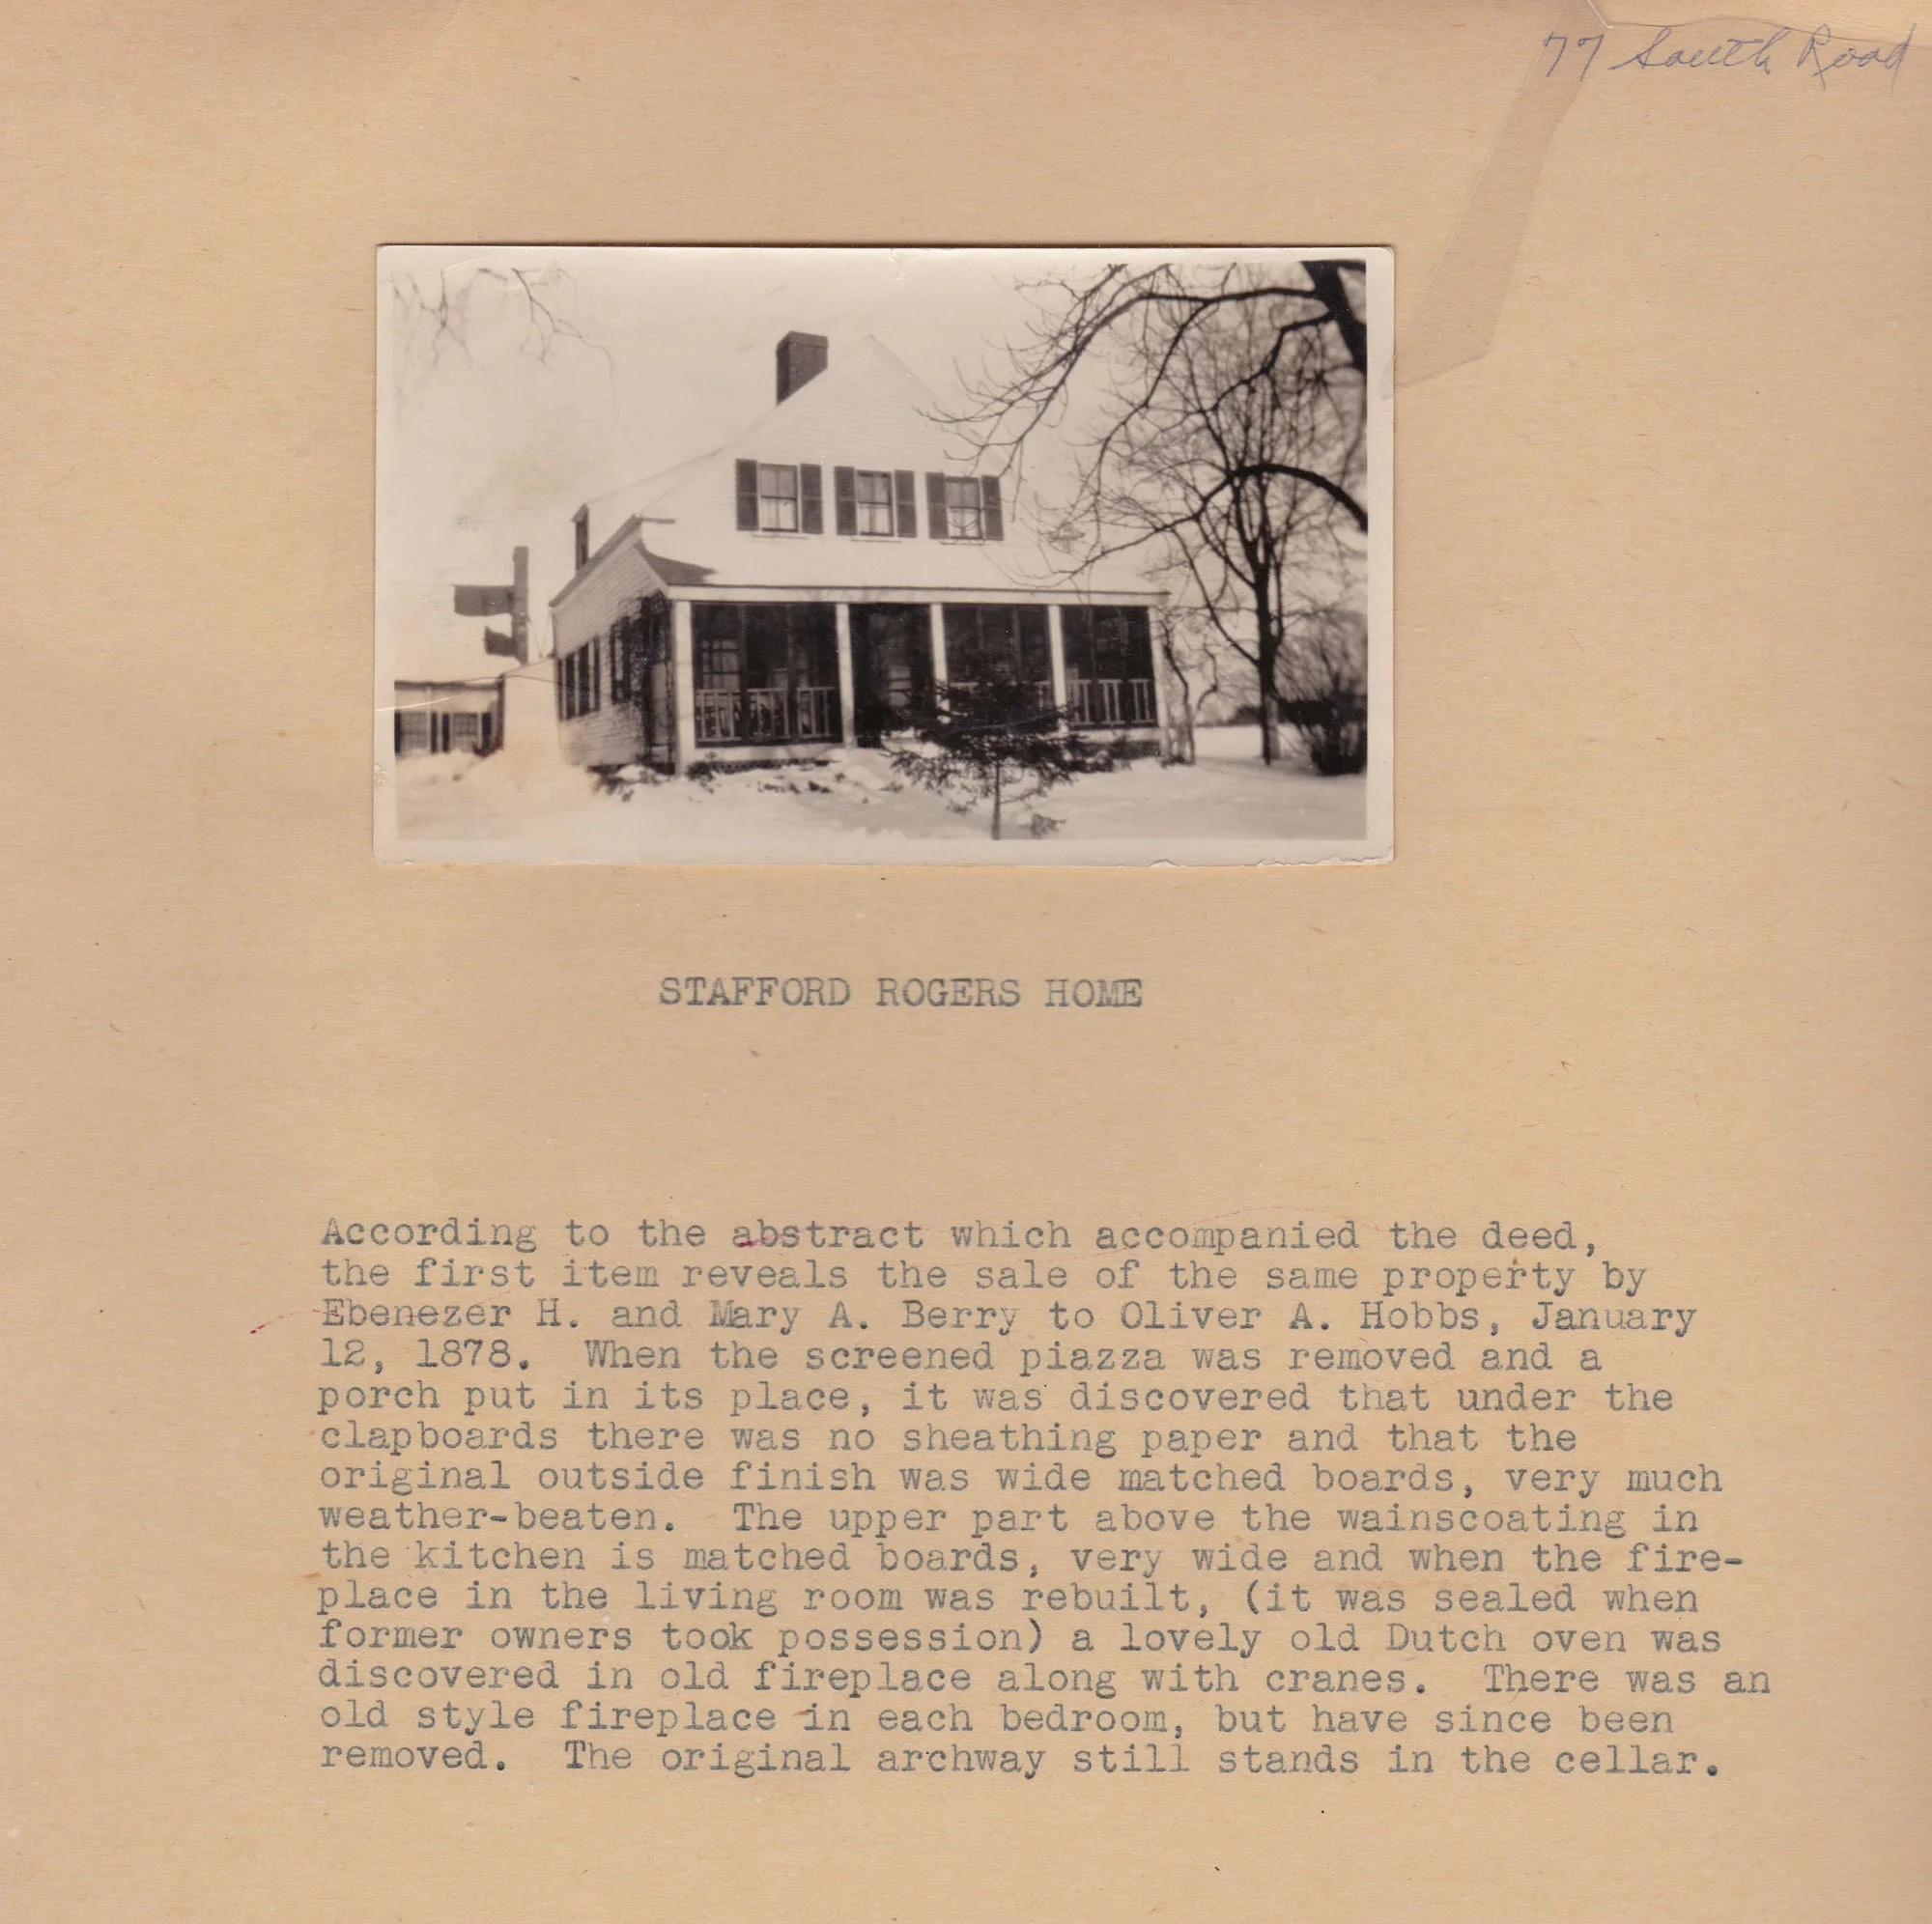 77 South Road
STAFFORD ROGERS HOME
According to the abstract which accompanied the deed,
the first item reveals the sale of the same property by
Ebenezer H. and Mary A. Berry to Oliver A. Hobbs, January
12, 1878.  When the screened piazza was removed and a
porch put in its place, it was discovered that under the
clapboards there was no sheathing paper and that the
original outside finish was wide matched boards, very much
weather-beaten.  The upper part above the wainscoating in
the kitchen is matched boards, very wide and when the fire-
place in the living room was rebuilt, (it was sealed when
former owners took possession) a lovely old Dutch oven was
discovered in old fireplace along with cranes.  There was an
old style fireplace in each bedroom, but have since been
removed.  The original archway still stands in the cellar.